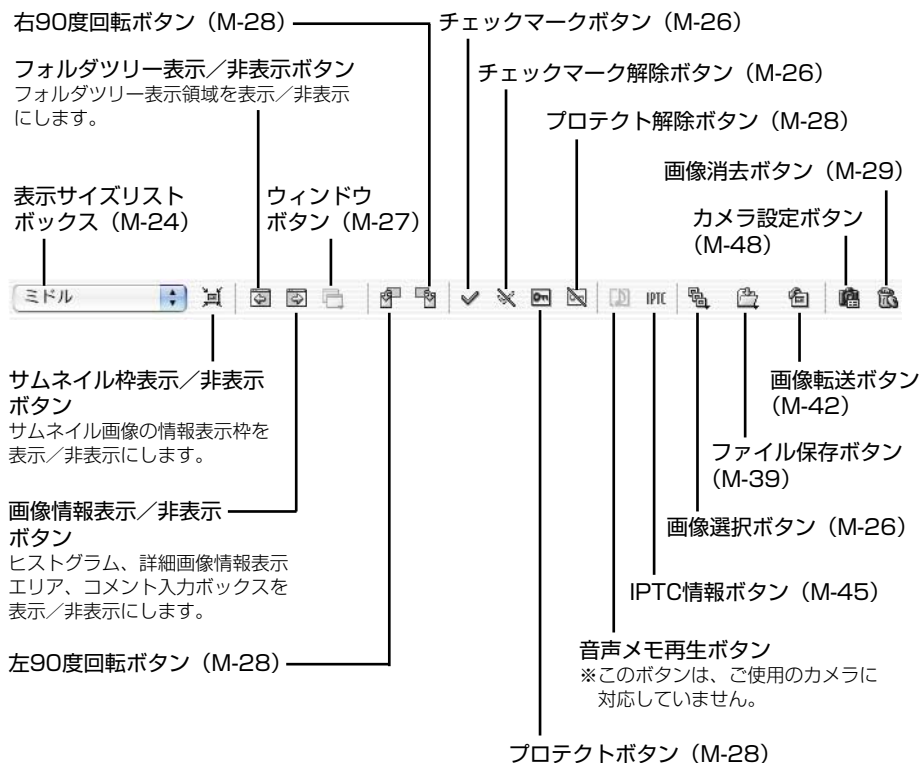 右90度回転ボタン（M-28）
チェックマークボタン（M-26）
フォルダツリー表示／非表示ボタン
フォルダツリー表示領域を表示／非表示
にします。
チェックマーク解除ボタン（M-26）
プロテクト解除ボタン（M-28）
画像消去ボタン（M-29）
表示サイズリスト
ボックス（M-24）
ウィンドウ
ボタン（M-27）
カメラ設定ボタン
（M-48）
ミドル
IPTC
サムネイル枠表示／非表示
ボタン
サムネイル画像の情報表示枠を
表示／非表示にします。
画像転送ボタン
（M-42）
ファイル保存ボタン
（M-39）
画像情報表示／非表示
ボタン
ヒストグラム、詳細画像情報表示
エリア、コメント入力ボックスを
表示／非表示にします。
画像選択ボタン（M-26）
IPTC情報ボタン（M-45）
左90度回転ボタン（M-28）
音声メモ再生ボタン
※このボタンは、ご使用のカメラに
対応していません。
プロテクトボタン（M-28）